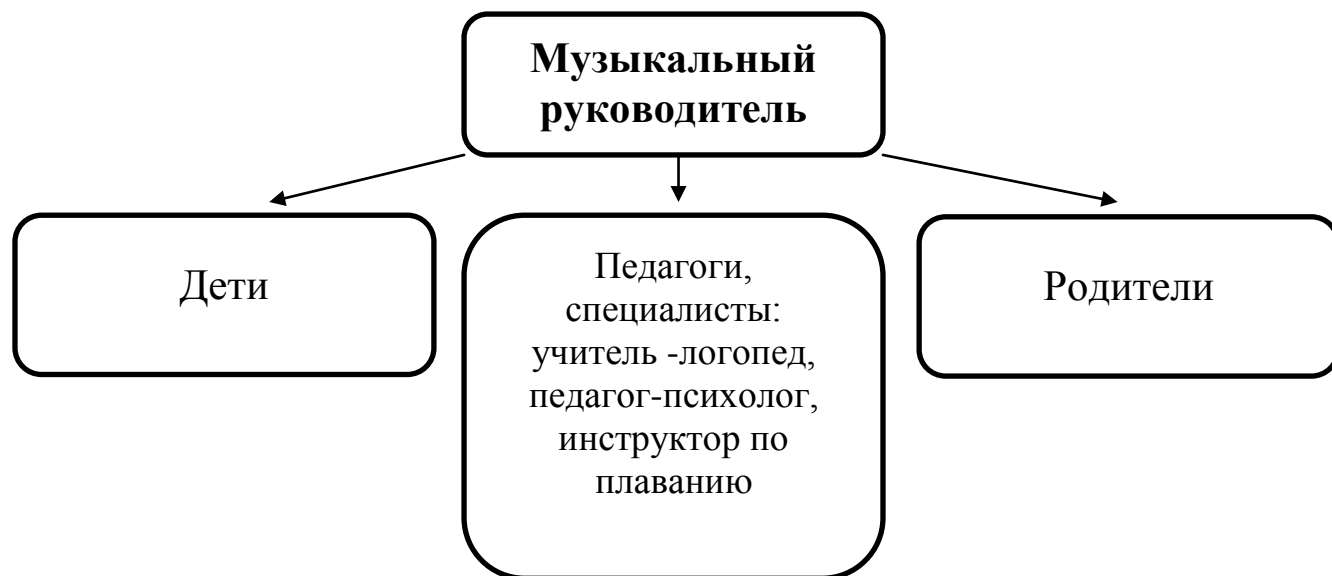 Музыкальный
руководитель
Дети
Педагоги,
специалисты:
учитель -логопед,
педагог-психолог,
инструктор по
плаванию
Родители